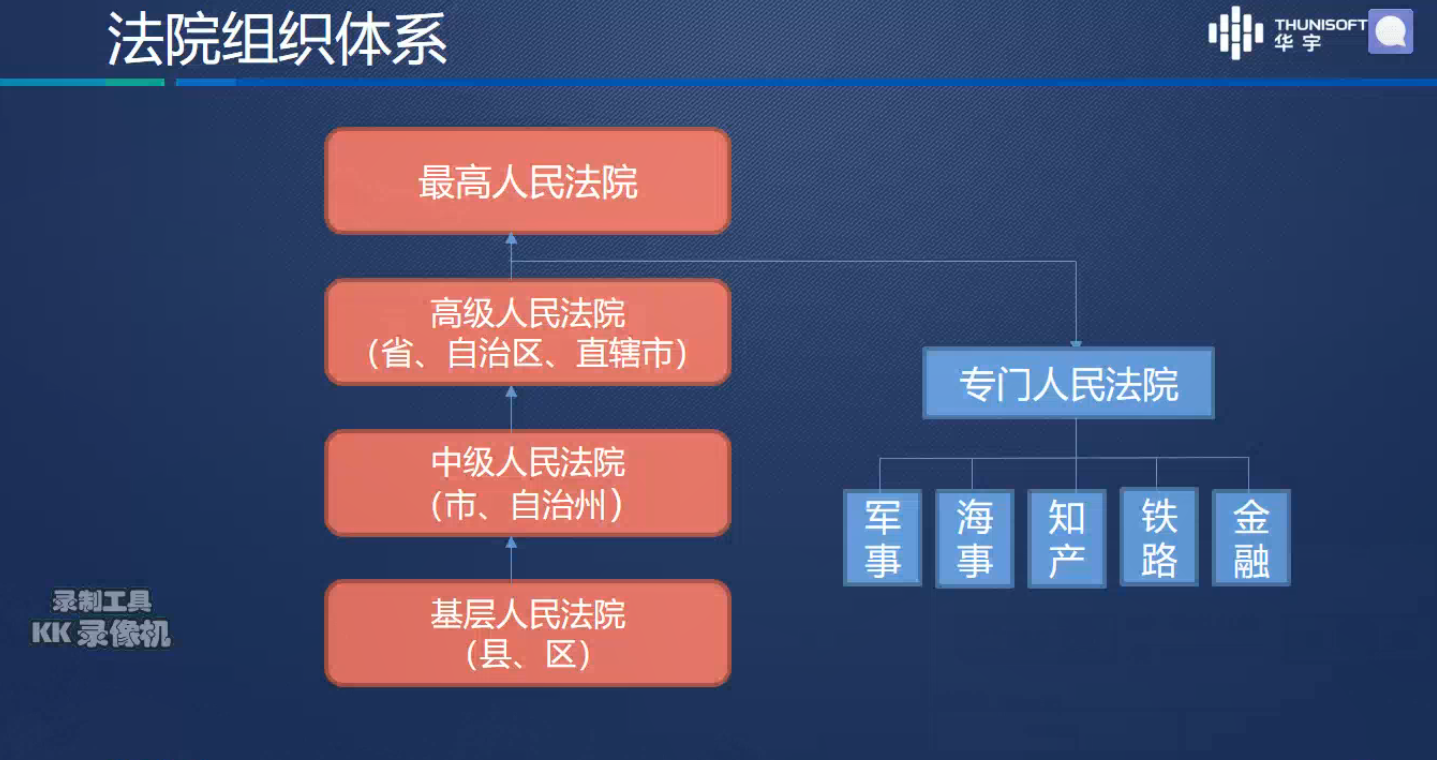 法院组织体系
THUNISOFT
华宇
最高人民法院
高级人民法院
（省、自治区、直辖市）
专门人民法院
中级人民法院
（市、自治州）
军事
海事
知产
铁路
金融
基层人民法院
（县、区）
录制工具
KK 录像机